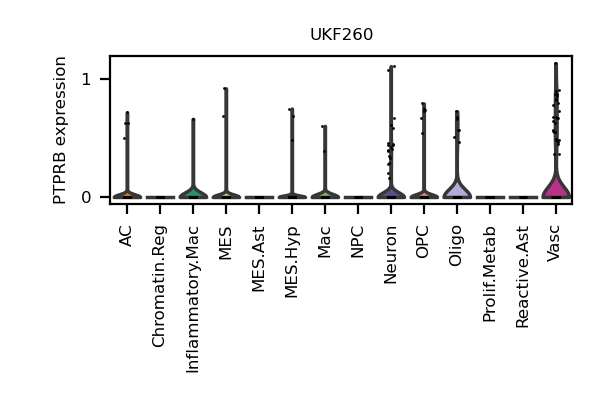 UKF260
PTPRB expression
1
0
AC
Chromatin.Reg
Inflammatory.Mac
MES
MES.Ast
MES.Hyp
Mac
NPC
Neuron
OPC
Oligo
Prolif.Metab
Reactive.Ast
Vasc